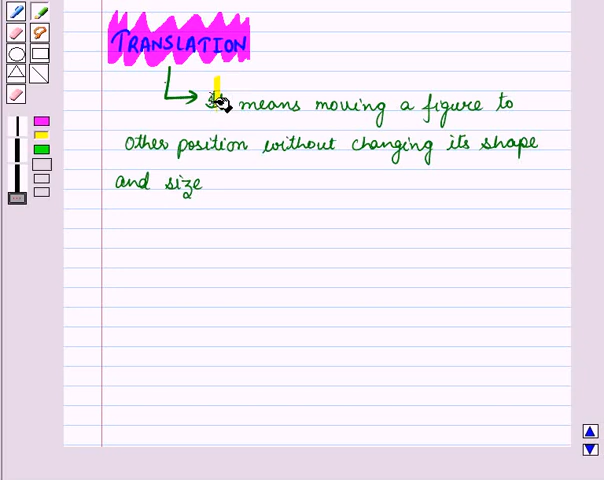 TRANSLATION
means moving a figure to
other position without changing its shape
and size